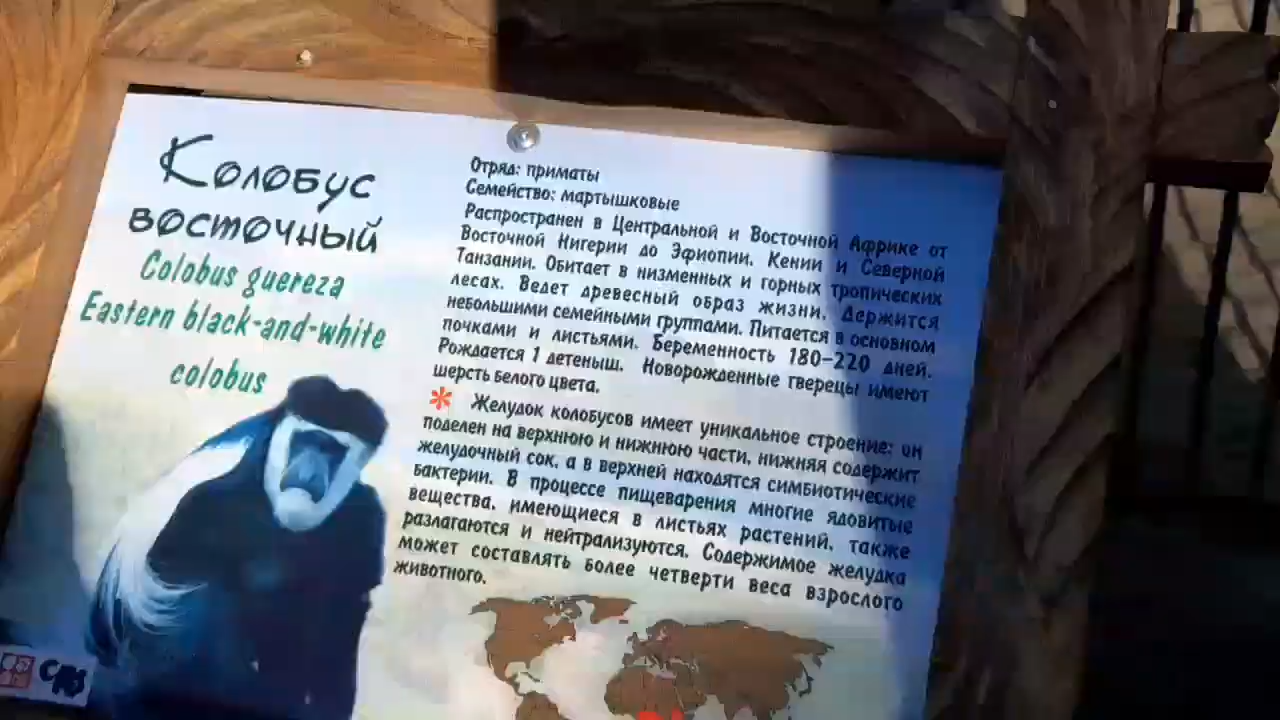 Колобус
восточный
Colobus guereza
Eastern black-and-white
colobus
Отряд: приматы
Семейство: мартышковые
Распространен в Центральной и Восточной Африке от
Восточной Нигерии до Эфиопии, Кении и Северной
Танзании. Обитает в низменных и горных тропических
лесах. Ведет древесный образ жизни. Держится
небольшими семейными группами. Питается в основном
почками и листьями. Беременность 180-220 дней.
Рождается 1 детеныш. Новорожденные гверецы имеют
шерсть белого цвета.
* Желудок колобусов имеет уникальное строение: он
поделен на верхнюю и нижнюю части, нижняя содержит
желудочный сок, а в верхней находятся симбиотические
бактерии. В процессе пищеварения многие ядовитые
вещества, имеющиеся в листьях растений, также
разлагаются и нейтрализуются. Содержимое желудка
может составлять более четверти веса взрослого
животного.